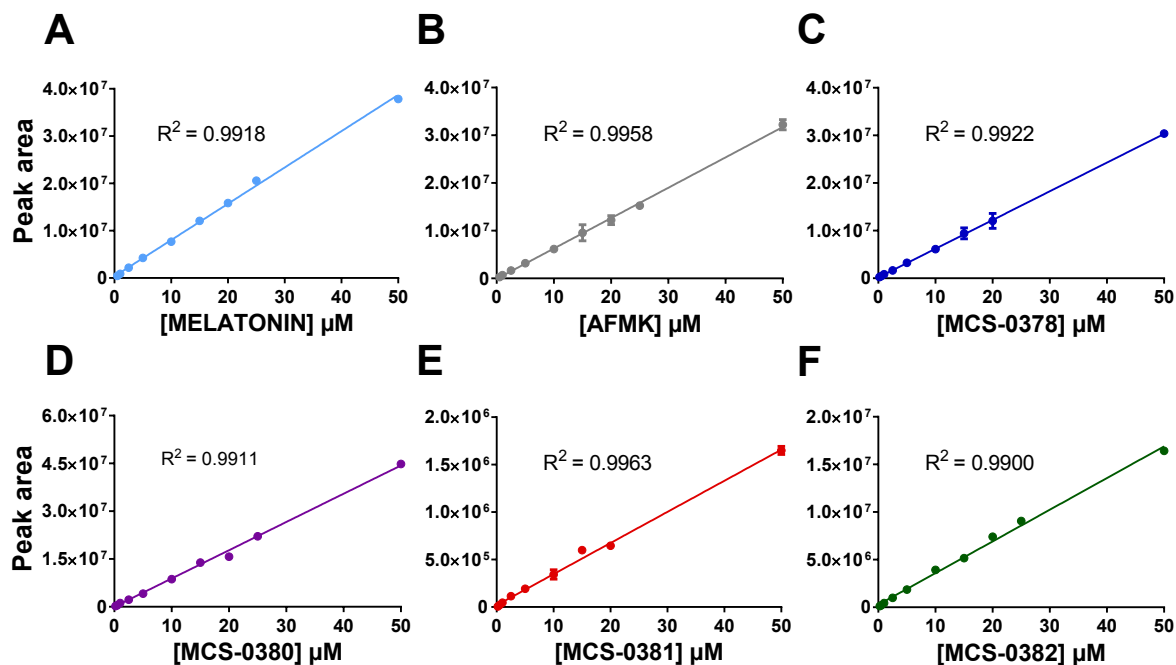 A
B
C
Peak area
4.0×10⁷
3.0×10⁷
2.0×10⁷
1.0×10⁷
0
R² = 0.9918
0 10 20 30 40 50
[MELATONIN] µM
4.0×10⁷
3.0×10⁷
2.0×10⁷
1.0×10⁷
0
R² = 0.9958
0 10 20 30 40 50
[AFMK] µM
4.0×10⁷
3.0×10⁷
2.0×10⁷
1.0×10⁷
0
R² = 0.9922
0 10 20 30 40 50
[MCS-0378] µM
D
E
F
Peak area
6.0×10⁷
4.5×10⁷
3.0×10⁷
1.5×10⁷
0
R² = 0.9911
0 10 20 30 40 50
[MCS-0380] µM
2.0×10⁶
1.5×10⁶
1.0×10⁶
5.0×10⁵
0
R² = 0.9963
0 10 20 30 40 50
[MCS-0381] µM
2.0×10⁷
1.5×10⁷
1.0×10⁷
5.0×10⁶
0
R² = 0.9900
0 10 20 30 40 50
[MCS-0382] µM